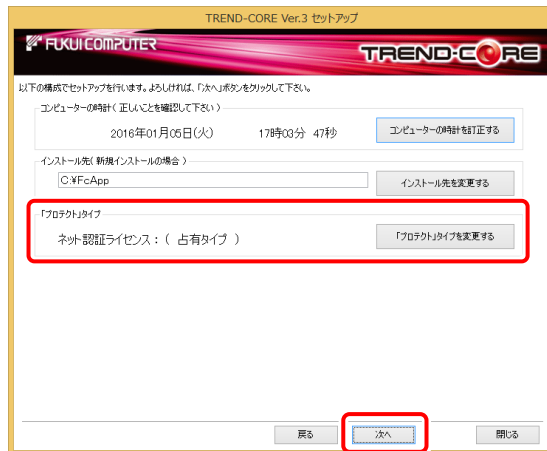 TREND-CORE Ver.3 セットアップ
FUKUI COMPUTER
TREND-CORE
以下の構成でセットアップを行います。よろしければ、「次へ」ボタンをクリックして下さい。
コンピューターの時計( 正しいことを確認して下さい )
2016年01月05日(火) 17時03分 47秒 コンピューターの時計を訂正する
インストール先( 新規インストールの場合 )
C:¥FcApp インストール先を変更する
「プロテクト」タイプ
ネット認証ライセンス：( 占有タイプ ) 「プロテクト」タイプを変更する
戻る 次へ 閉じる